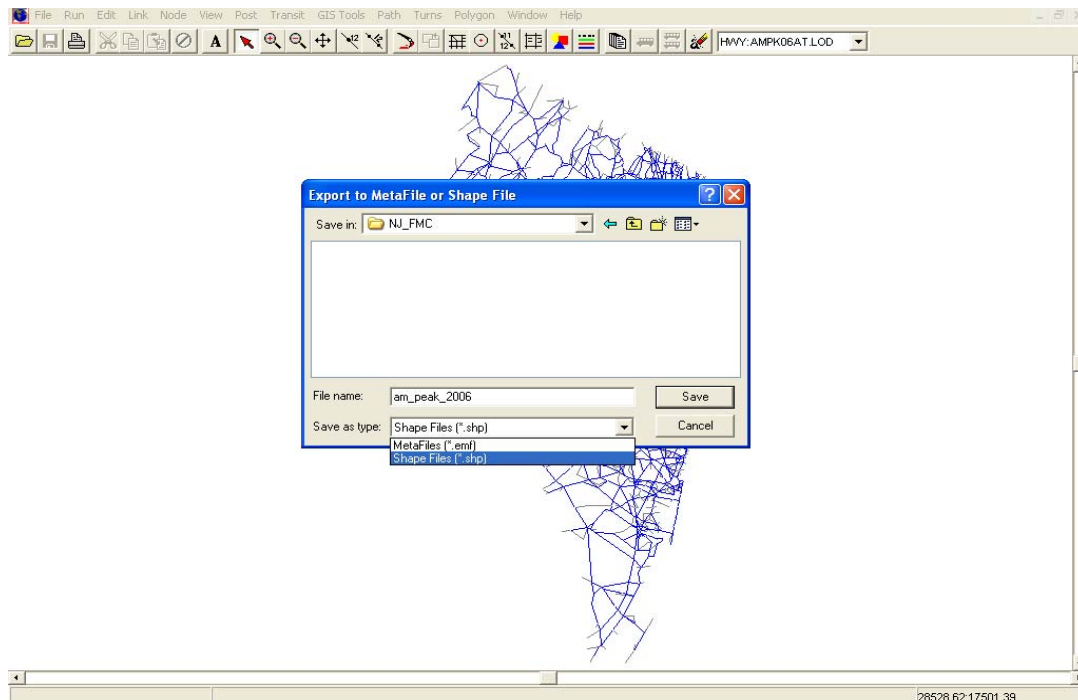 File Run Edit Link Node View Post Transit GIS Tools Path Turns Polygon Window Help
A 12 12 HWY:AMPK06AT.LOD
Export to MetaFile or Shape File
Save in: NJ_FMC
File name: am_peak_2006 Save
Save as type: Shape Files (*.shp) Cancel
MetaFiles (*.emf)
Shape Files (*.shp)
28528.62:17501.39